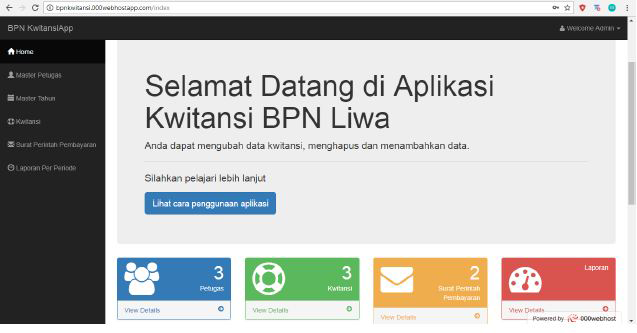 bpnkwitansi.000webhostapp.com/index
BPN KwitansiApp
Welcome Admin
Home
Master Petugas
Master Tahun
Kwitansi
Surat Perintah Pembayaran
Laporan Per Periode
Selamat Datang di Aplikasi
Kwitansi BPN Liwa
Anda dapat mengubah data kwitansi, menghapus dan menambahkan data.
Silahkan pelajari lebih lanjut
Lihat cara penggunaan aplikasi
3
Petugas
View Details
3
Kwitansi
View Details
2
Surat Perintah
Pembayaran
View Details
Laporan
View Details
Powered by 000webhost